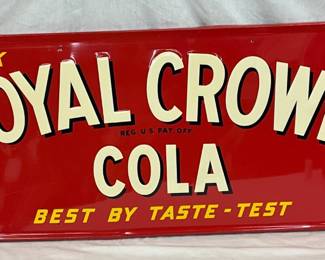 K
OYAL CROW
REG. U.S. PAT. OFF.
COLA
BEST BY TASTE-TEST